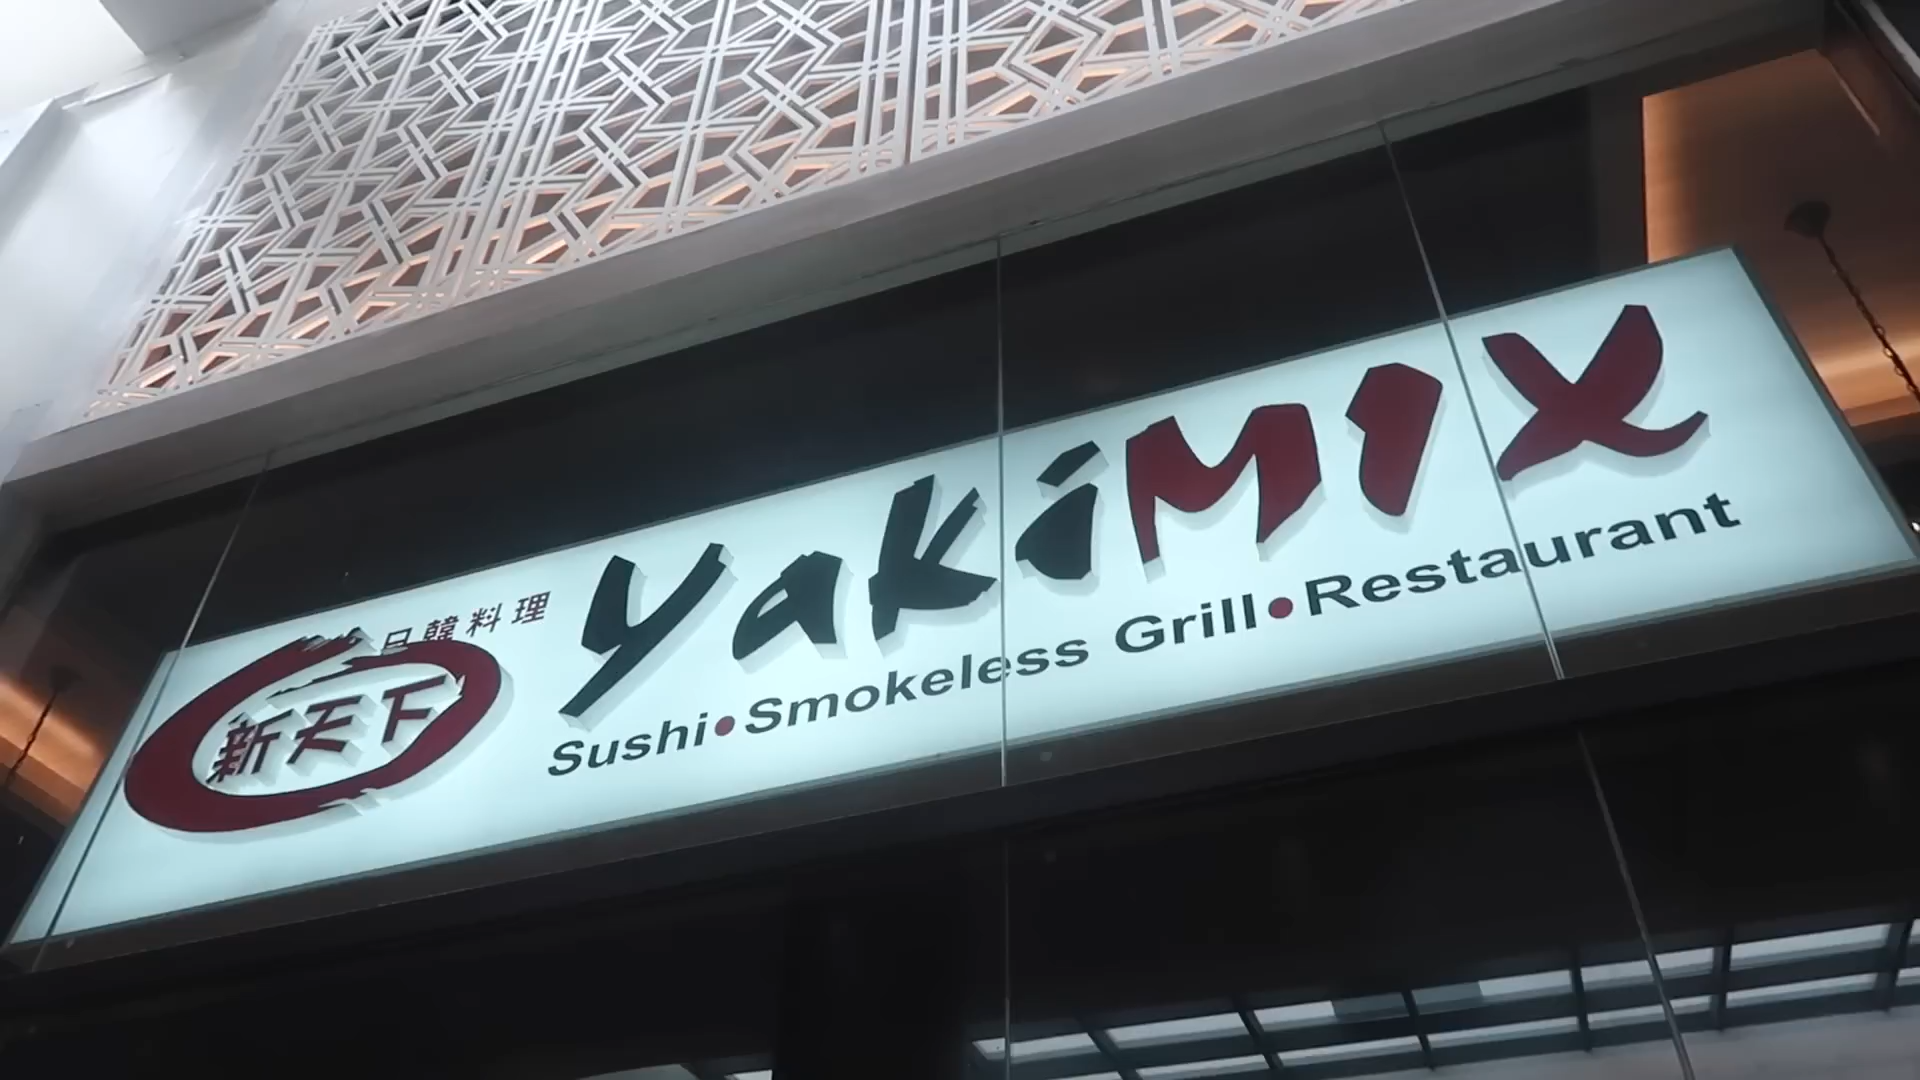 日韓料理
新天下
yakiMIX
Sushi•Smokeless Grill•Restaurant